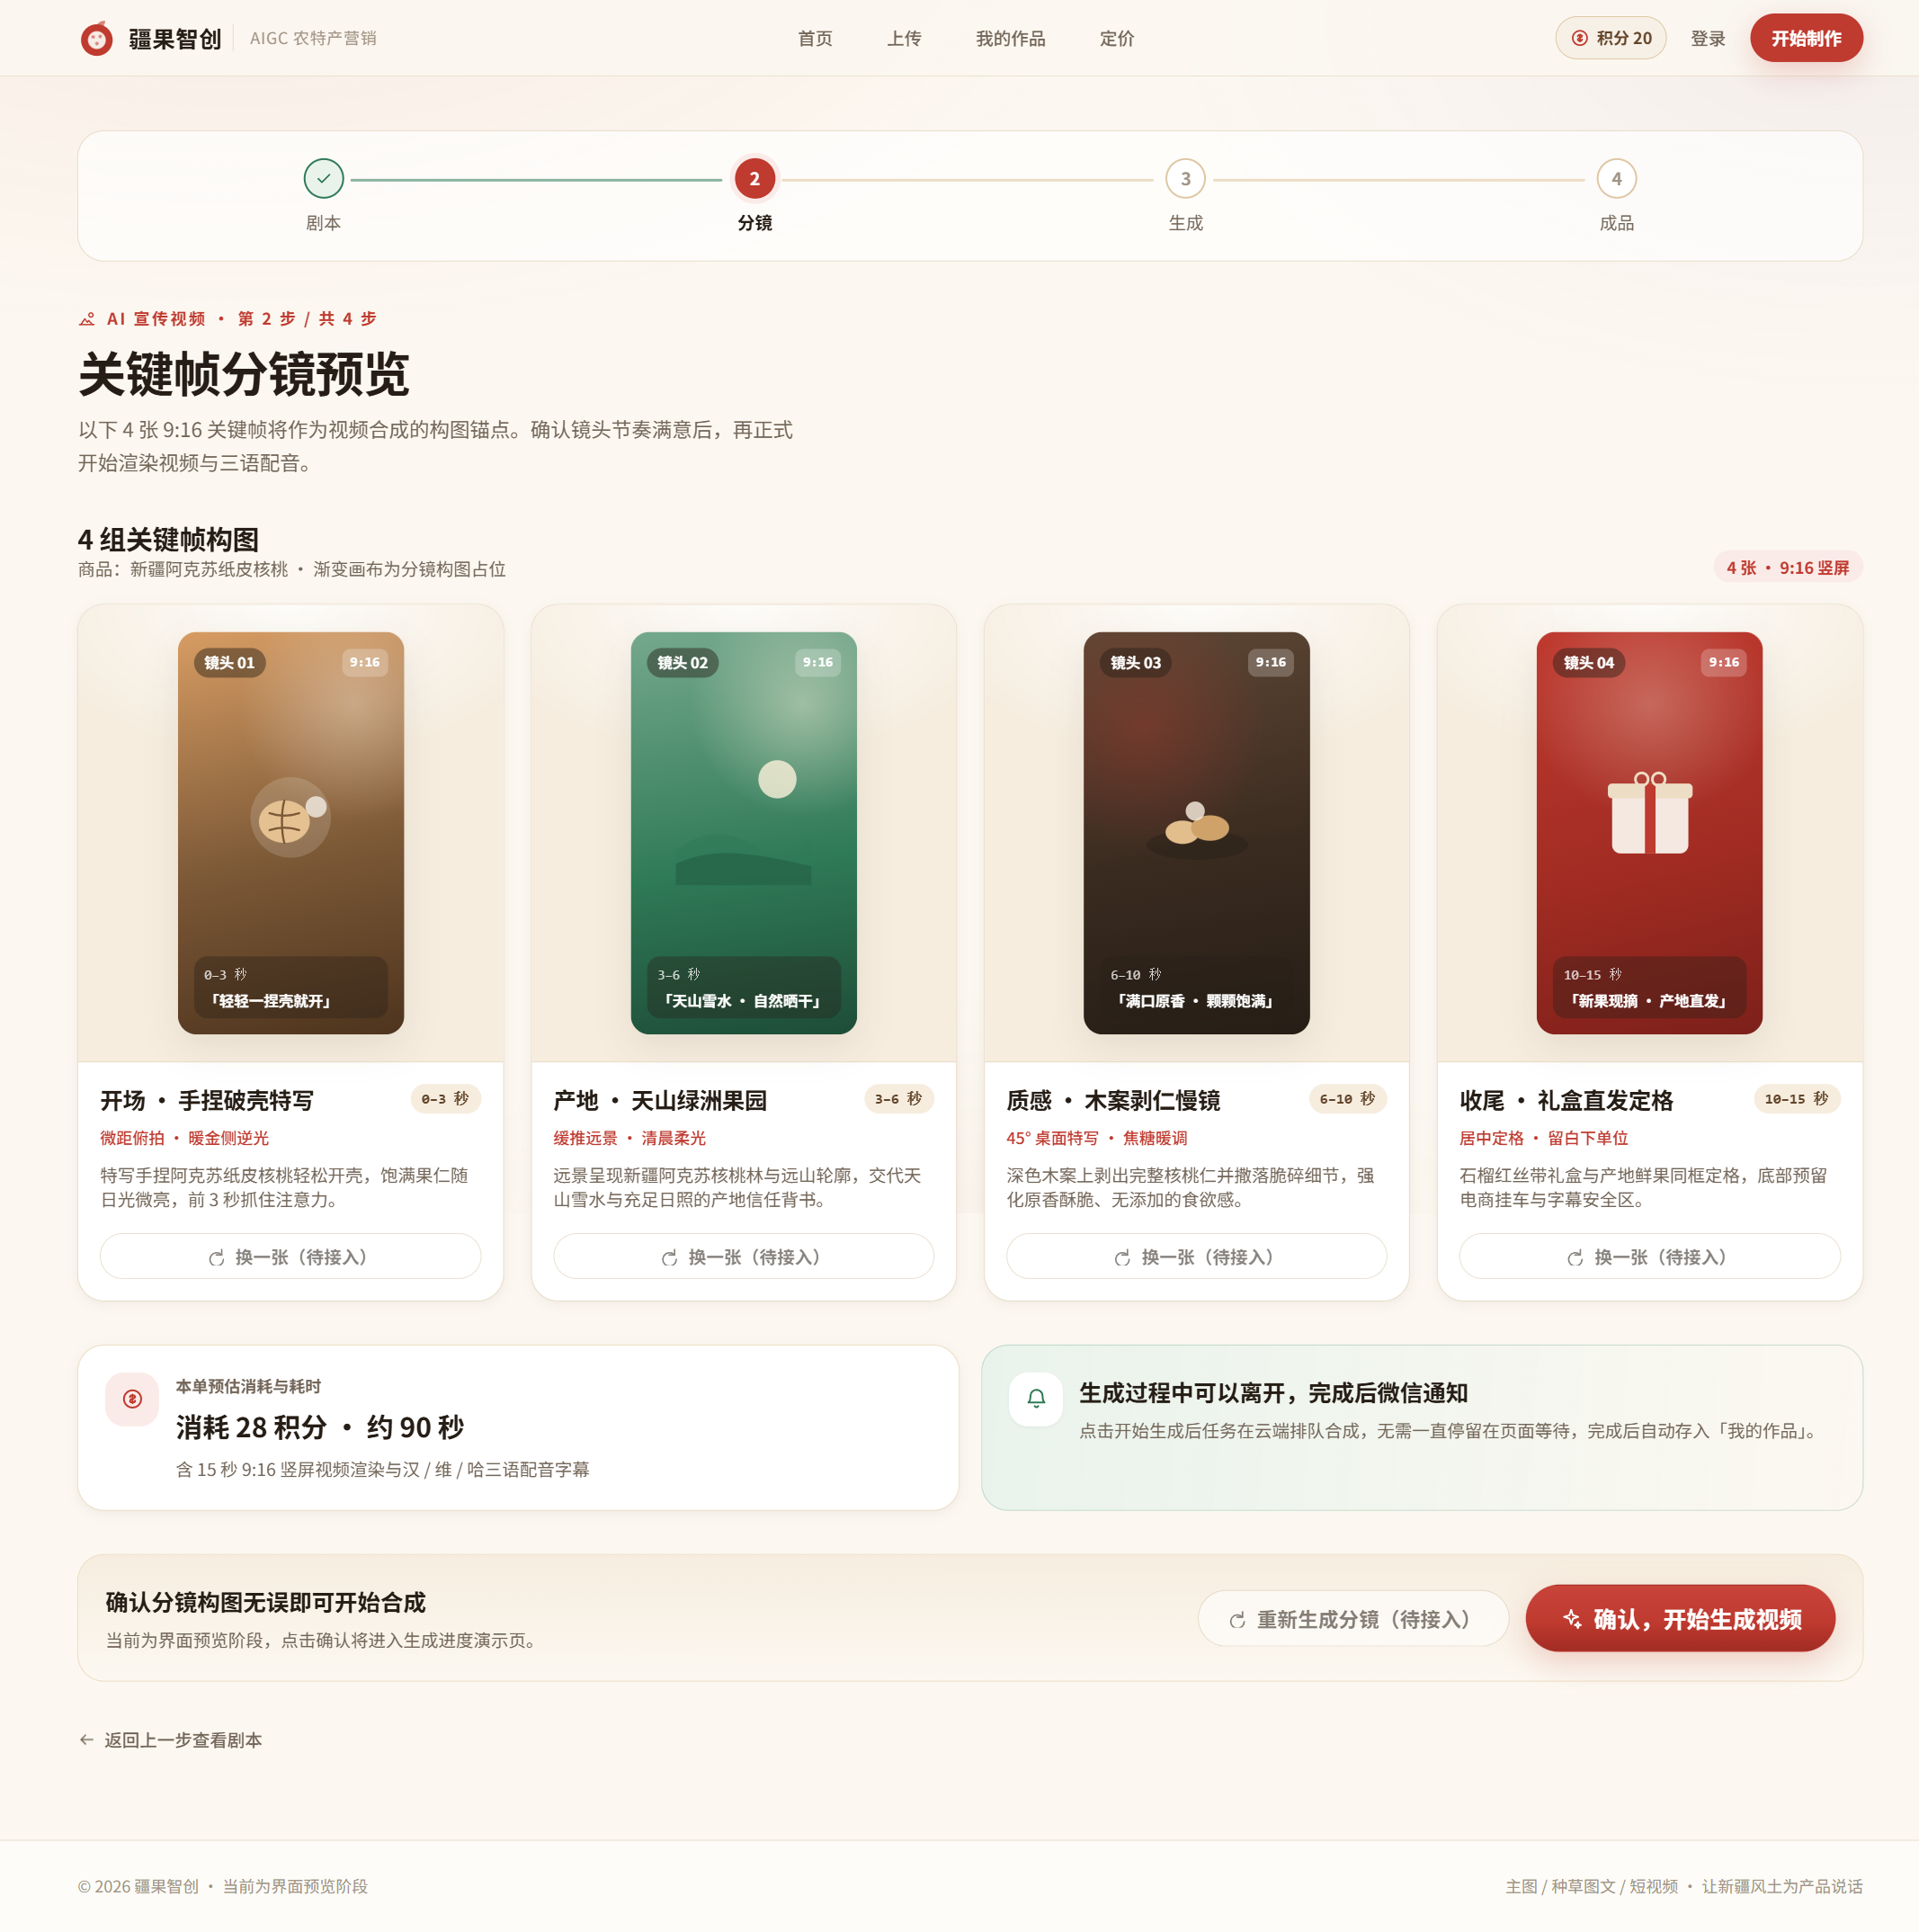 疆果智创
AIGC 农特产营销
首页
上传
我的作品
定价
积分 20
登录
开始制作
剧本
2
分镜
3
生成
4
成品
AI 宣传视频 · 第 2 步 / 共 4 步
关键帧分镜预览
以下 4 张 9:16 关键帧将作为视频合成的构图锚点。确认镜头节奏满意后，再正式
开始渲染视频与三语配音。
4 组关键帧构图
商品：新疆阿克苏纸皮核桃 · 渐变画布为分镜构图占位
4 张 · 9:16 竖屏
镜头 01
9:16
0–3 秒
「轻轻一捏壳就开」
开场 · 手捏破壳特写
0–3 秒
微距俯拍 · 暖金侧逆光
特写手捏阿克苏纸皮核桃轻松开壳，饱满果仁随
日光微亮，前 3 秒抓住注意力。
换一张（待接入）
镜头 02
9:16
3–6 秒
「天山雪水 · 自然晒干」
产地 · 天山绿洲果园
3–6 秒
缓推远景 · 清晨柔光
远景呈现新疆阿克苏核桃林与远山轮廓，交代天
山雪水与充足日照的产地信任背书。
换一张（待接入）
镜头 03
9:16
6–10 秒
「满口原香 · 颗颗饱满」
质感 · 木案剥仁慢镜
6–10 秒
45° 桌面特写 · 焦糖暖调
深色木案上剥出完整核桃仁并撒落脆碎细节，强
化原香酥脆、无添加的食欲感。
换一张（待接入）
镜头 04
9:16
10–15 秒
「新果现摘 · 产地直发」
收尾 · 礼盒直发定格
10–15 秒
居中定格 · 留白下单位
石榴红丝带礼盒与产地鲜果同框定格，底部预留
电商挂车与字幕安全区。
换一张（待接入）
本单预估消耗与耗时
消耗 28 积分 · 约 90 秒
含 15 秒 9:16 竖屏视频渲染与汉 / 维 / 哈三语配音字幕
生成过程中可以离开，完成后微信通知
点击开始生成后任务在云端排队合成，无需一直停留在页面等待，完成后自动存入「我的作品」。
确认分镜构图无误即可开始合成
当前为界面预览阶段，点击确认将进入生成进度演示页。
重新生成分镜（待接入）
确认，开始生成视频
返回上一步查看剧本
© 2026 疆果智创 · 当前为界面预览阶段
主图 / 种草图文 / 短视频 · 让新疆风土为产品说话